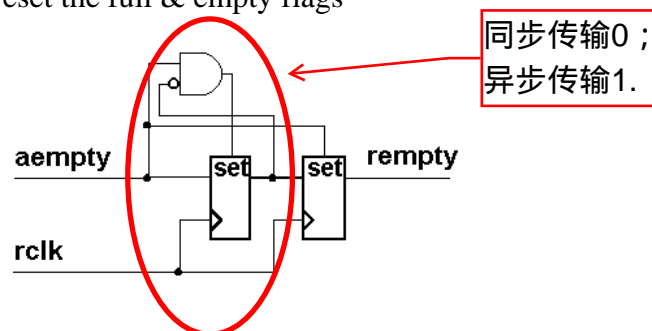 eset the full & empty flags
同步传输0；
异步传输1.
aempty
set
set
rempty
rclk